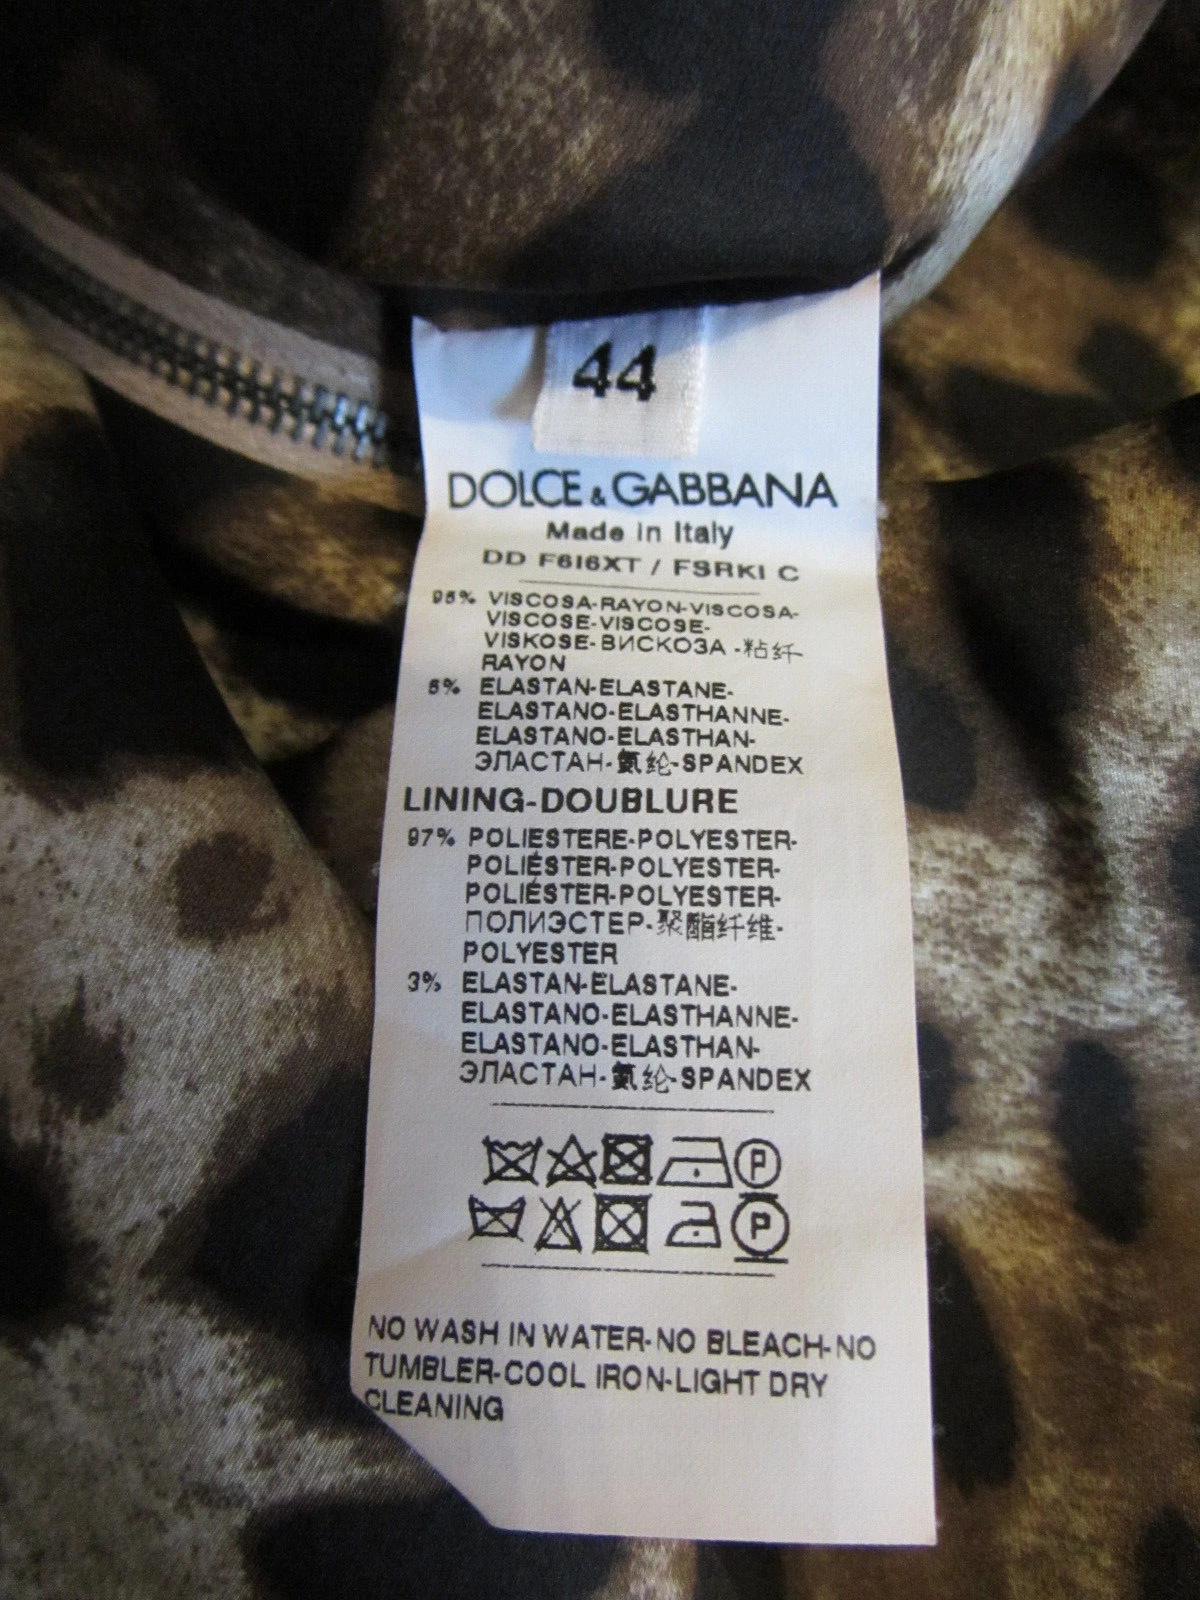 44
DOLCE & GABBANA
Made in Italy
DD F6I6XT / FSRKI C
95% VISCOSA-RAYON-VISCOSA-
VISCOSE-VISCOSE-
VISKOSE-ВИСКОЗА -粘纤-
RAYON
5% ELASTAN-ELASTANE-
ELASTANO-ELASTHANNE-
ELASTANO-ELASTHAN-
ЭЛАСТАН-氨纶-SPANDEX
LINING-DOUBLURE
97% POLIESTERE-POLYESTER-
POLIÉSTER-POLYESTER-
POLIÉSTER-POLYESTER-
ПОЛИЭСТЕР-聚酯纤维-
POLYESTER
3% ELASTAN-ELASTANE-
ELASTANO-ELASTHANNE-
ELASTANO-ELASTHAN-
ЭЛАСТАН-氨纶-SPANDEX
P
P
NO WASH IN WATER-NO BLEACH-NO
TUMBLER-COOL IRON-LIGHT DRY
CLEANING